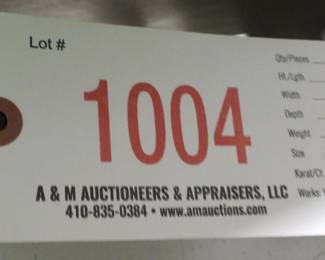 Lot #
1004
A & M AUCTIONEERS & APPRAISERS, LLC
410-835-0384 • www.amauctions.com
Qty/Pieces
Ht./Lgth
Width
Depth
Weight
Size
Karat/Ct
Works: